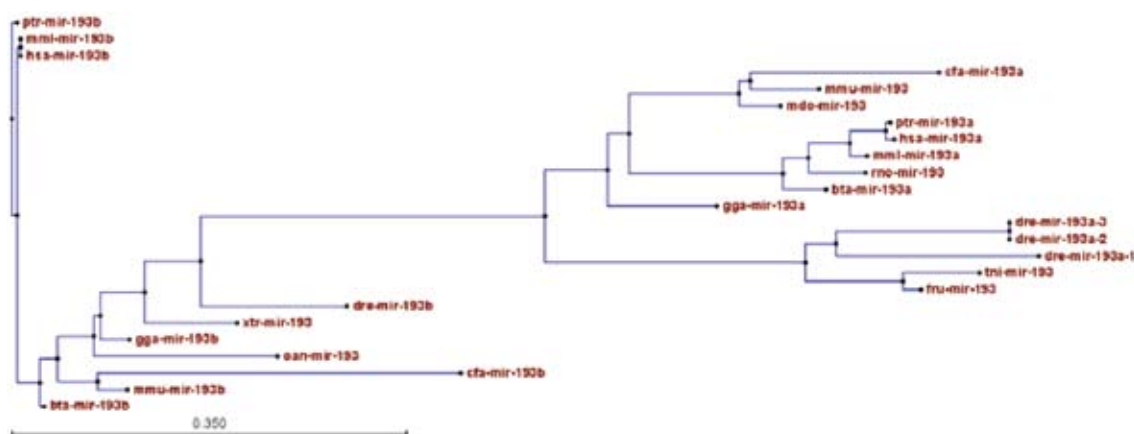 ptr-mir-193b
mml-mir-193b
hsa-mir-193b
cfa-mir-193a
mmu-mir-193
mdo-mir-193
ptr-mir-193a
hsa-mir-193a
mml-mir-193a
rno-mir-193
bta-mir-193a
gga-mir-193a
dre-mir-193a-3
dre-mir-193a-2
dre-mir-193a-1
tni-mir-193
fru-mir-193
dre-mir-193b
xtr-mir-193
gga-mir-193b
oan-mir-193
cfa-mir-193b
mmu-mir-193b
bta-mir-193b
0.350